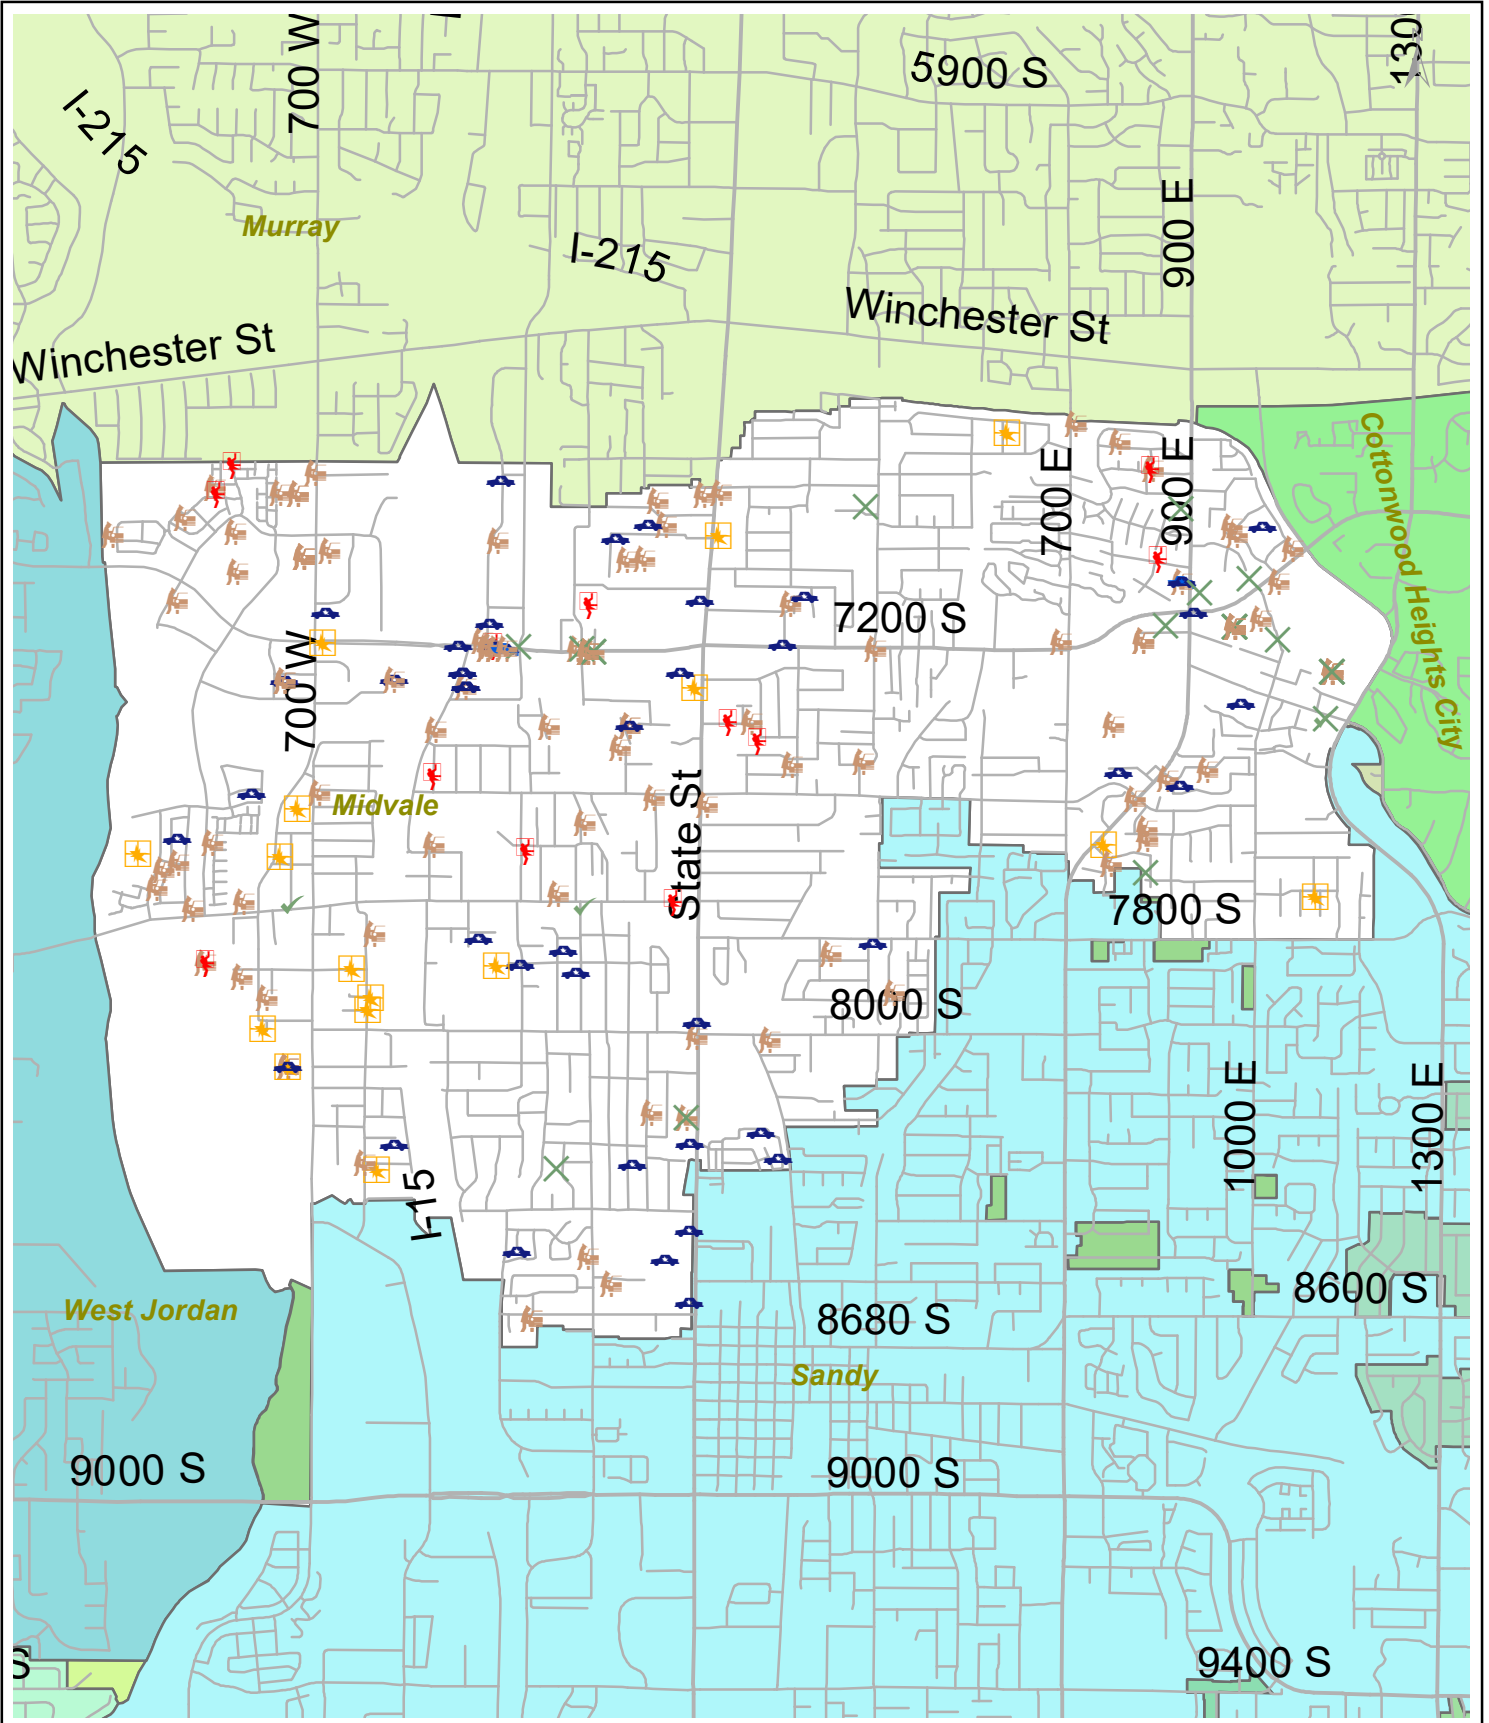 5900 S
130
700 W
I-215
900 E
Murray
I-215
Winchester St
Winchester St
Cottonwood Heights City
700 E
900 E
7200 S
700 W
Midvale
State St
7800 S
8000 S
1000 E
1300 E
I-15
8600 S
West Jordan
8680 S
Sandy
9000 S
9000 S
S
9400 S